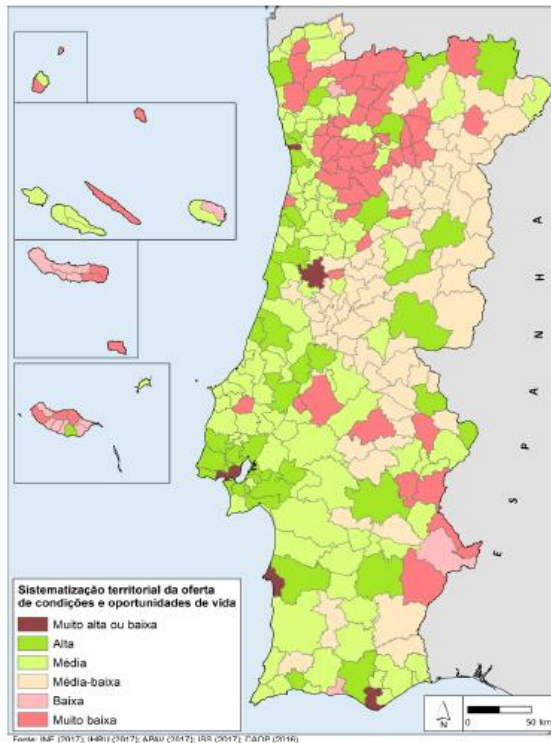 E S P A N H A
Sistematização territorial da oferta
de condições e oportunidades de vida
Muito alta ou baixa
Alta
Média
Média-baixa
Baixa
Muito baixa
N
0
50 km
Fonte: INE (2017); IHRU (2017); APAV (2017); ISS (2017); CAOP (2016)